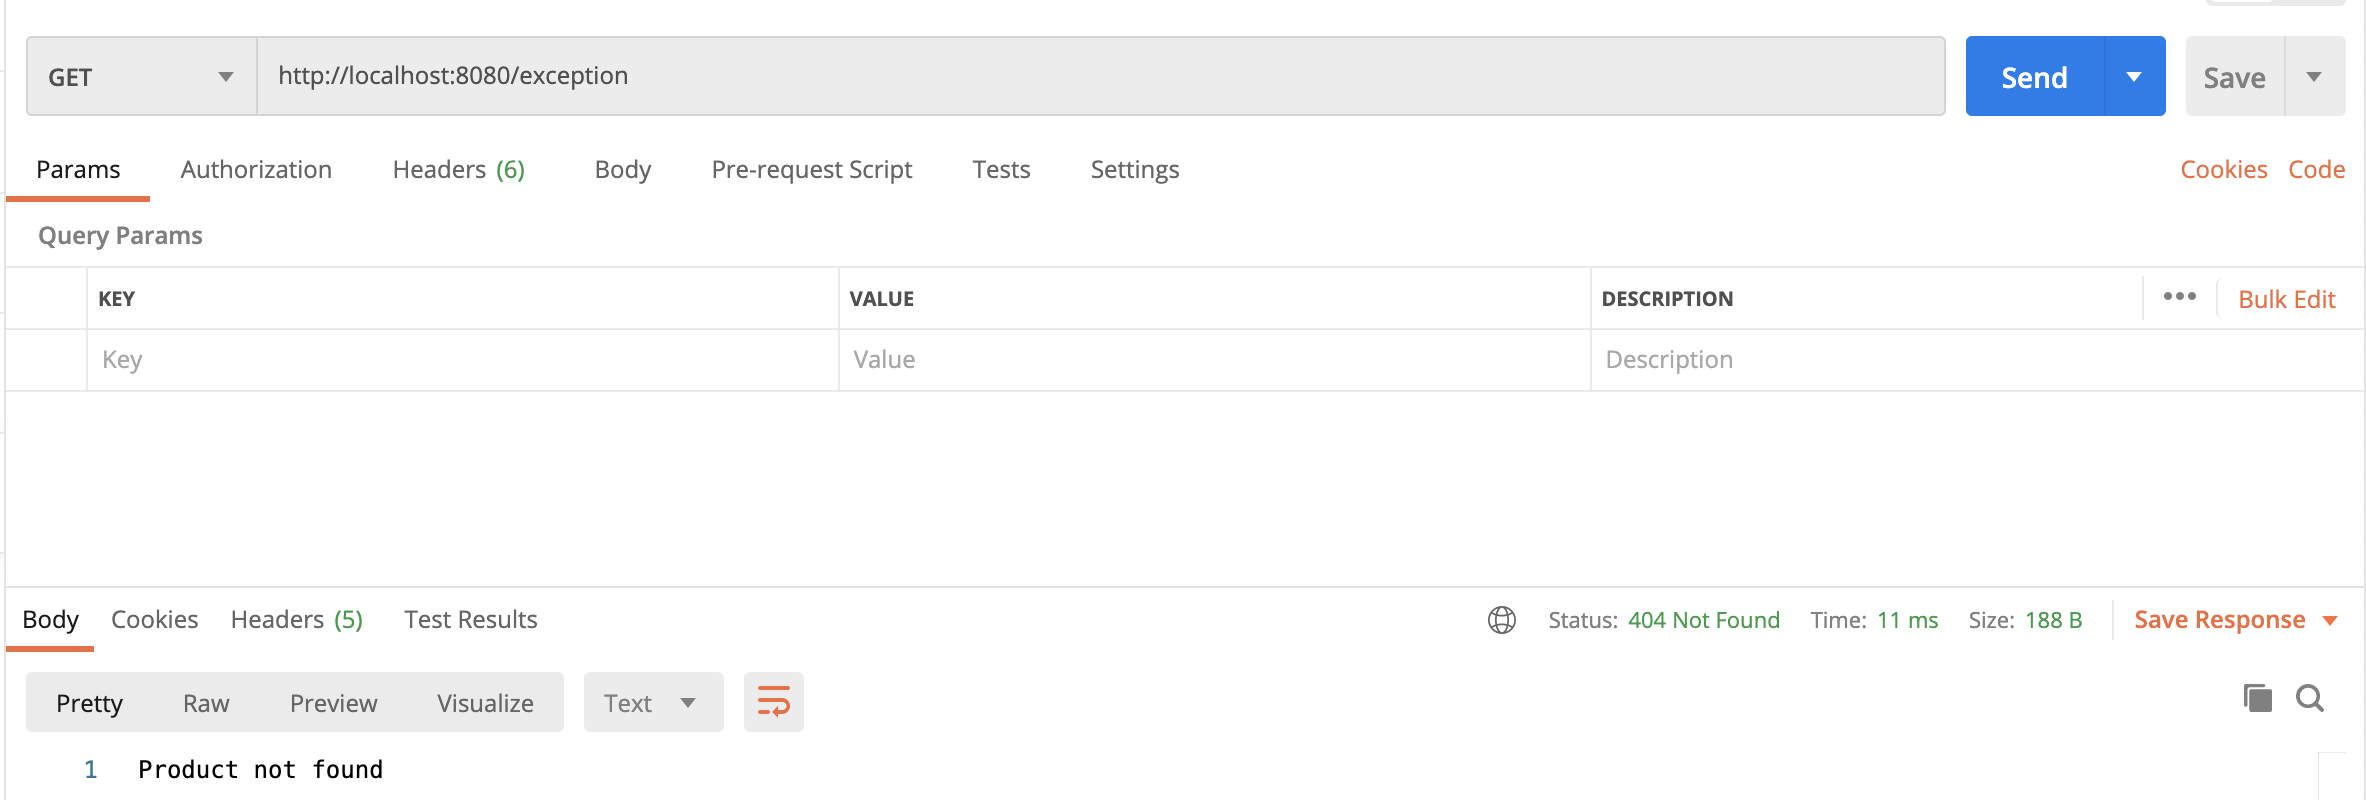 GET http://localhost:8080/exception Send Save
Params Authorization Headers (6) Body Pre-request Script Tests Settings Cookies Code
Query Params
KEY VALUE DESCRIPTION ••• Bulk Edit
Key Value Description
Body Cookies Headers (5) Test Results Status: 404 Not Found Time: 11 ms Size: 188 B Save Response
Pretty Raw Preview Visualize Text
1 Product not found